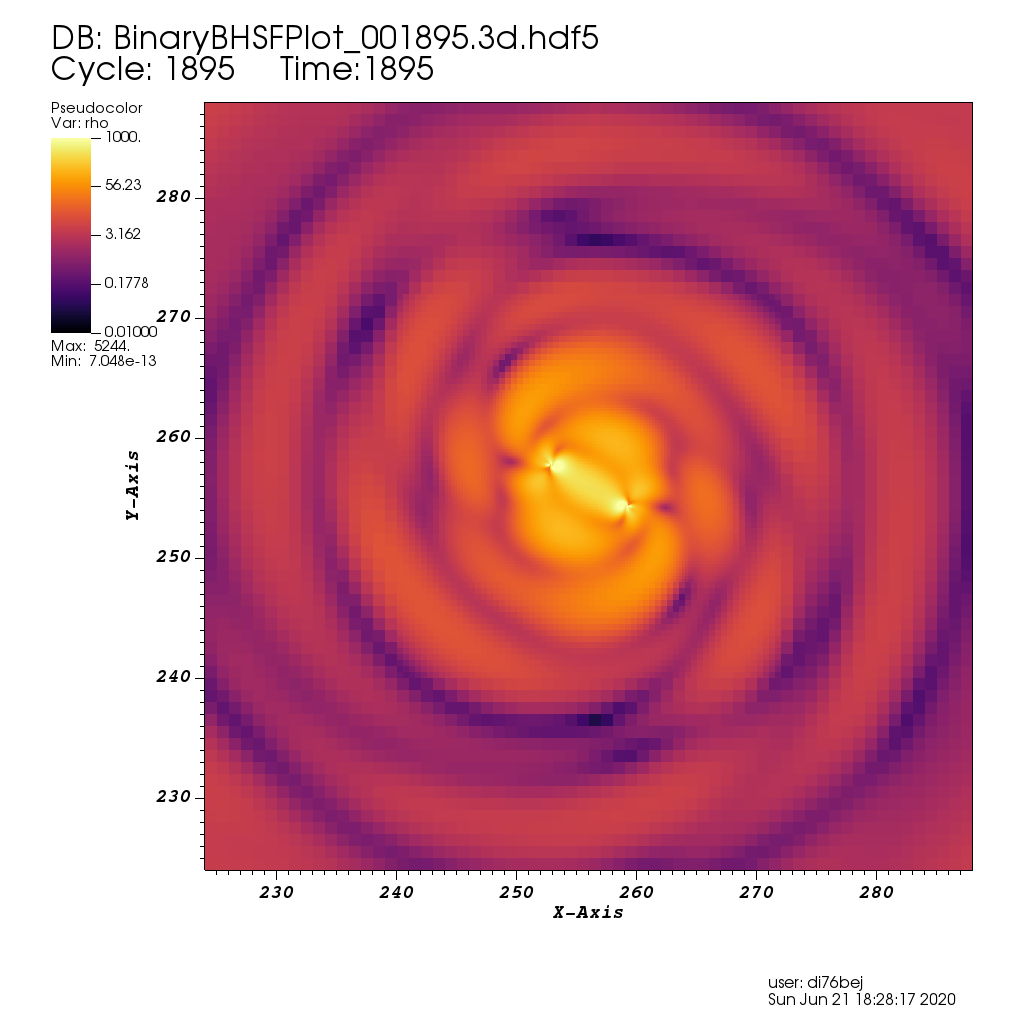 DB: BinaryBHSFPlot_001895.3d.hdf5
Cycle: 1895 Time:1895
Pseudocolor
Var: rho
1000.
56.23
3.162
0.1778
0.01000
Max: 5244.
Min: 7.048e-13
280
270
260
250
240
230
Y-Axis
230 240 250 260 270 280
X-Axis
user: di76bej
Sun Jun 21 18:28:17 2020